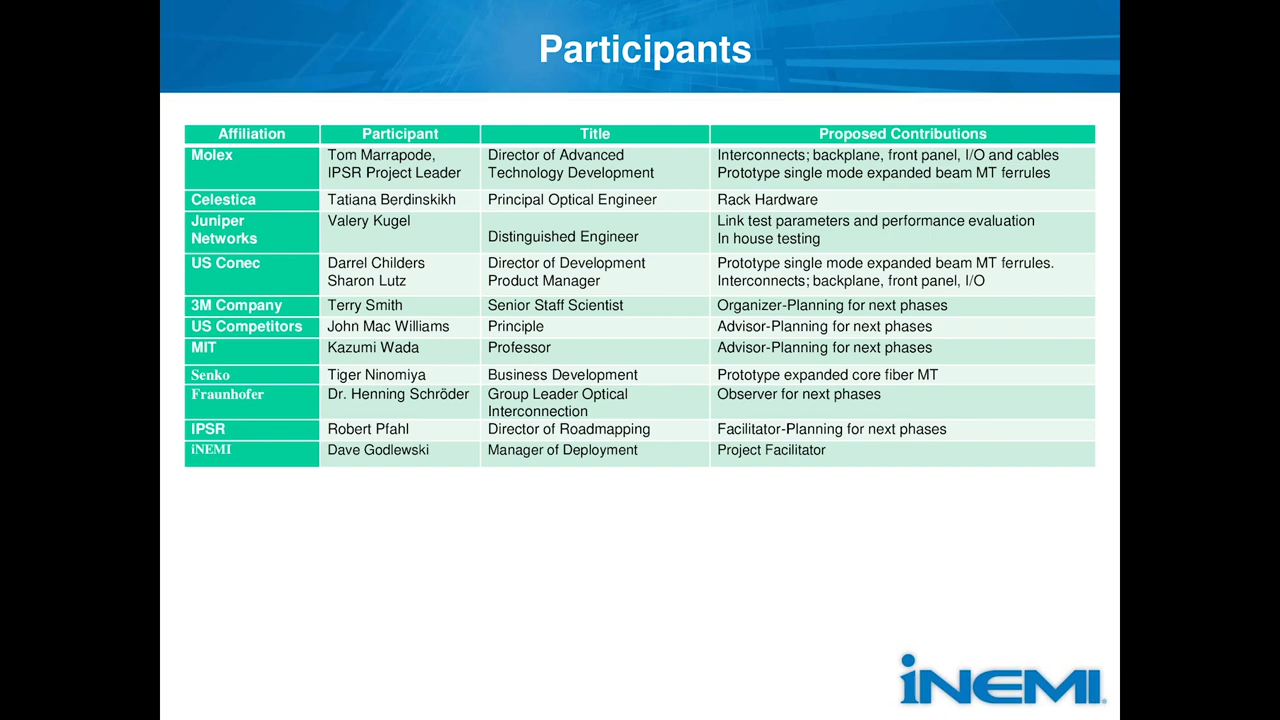 Participants
Affiliation Participant Title Proposed Contributions
Molex Tom Marrapode, Director of Advanced Interconnects; backplane, front panel, I/O and cables
IPSR Project Leader Technology Development Prototype single mode expanded beam MT ferrules
Celestica Tatiana Berdinskikh Principal Optical Engineer Rack Hardware
Juniper Valery Kugel Link test parameters and performance evaluation
Networks Distinguished Engineer In house testing
US Conec Darrel Childers Director of Development Prototype single mode expanded beam MT ferrules.
Sharon Lutz Product Manager Interconnects; backplane, front panel, I/O
3M Company Terry Smith Senior Staff Scientist Organizer-Planning for next phases
US Competitors John Mac Williams Principle Advisor-Planning for next phases
MIT Kazumi Wada Professor Advisor-Planning for next phases
Senko Tiger Ninomiya Business Development Prototype expanded core fiber MT
Fraunhofer Dr. Henning Schröder Group Leader Optical Observer for next phases
Interconnection
IPSR Robert Pfahl Director of Roadmapping Facilitator-Planning for next phases
iNEMI Dave Godlewski Manager of Deployment Project Facilitator
iNEMI®